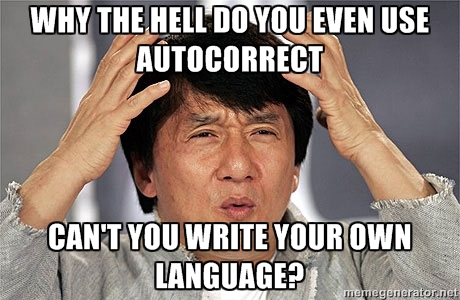 WHY THE HELL DO YOU EVEN USE
AUTOCORRECT
CAN'T YOU WRITE YOUR OWN
LANGUAGE?
memegenerator.net